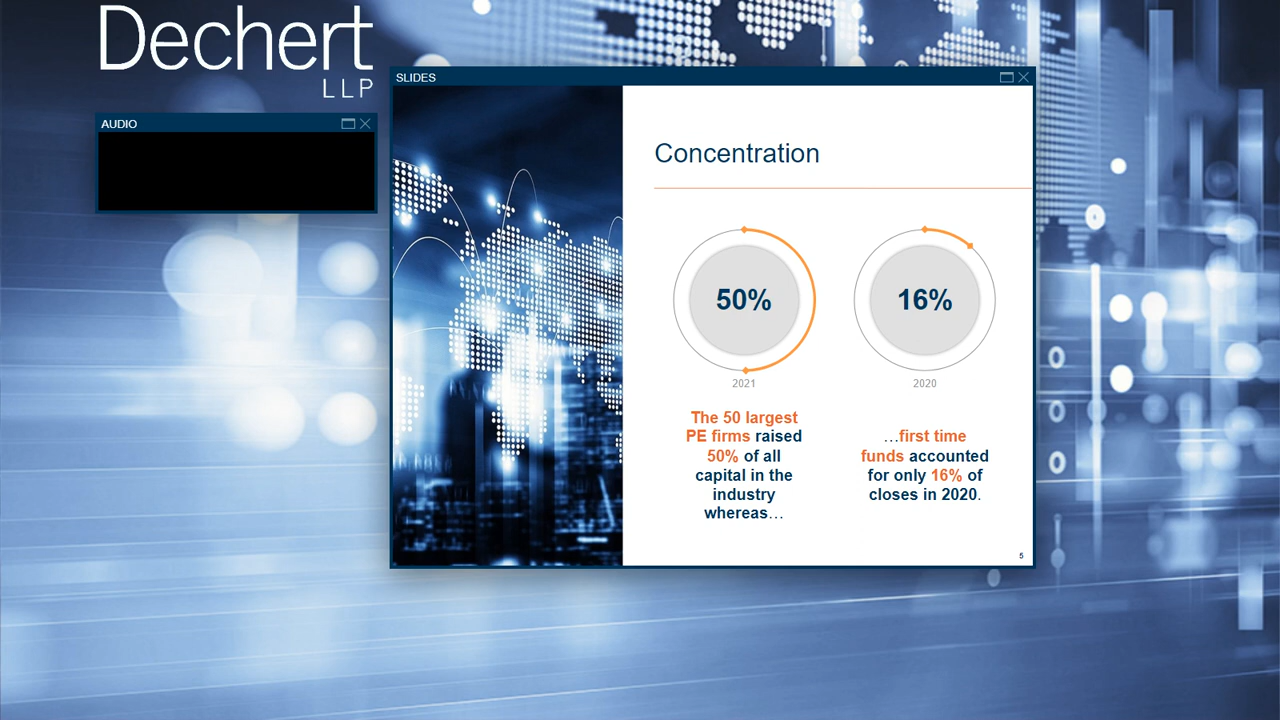 Dechert
LLP
AUDIO
SLIDES
Concentration
50%
2021
The 50 largest
PE firms raised
50% of all
capital in the
industry
whereas…
16%
2020
…first time
funds accounted
for only 16% of
closes in 2020.
5